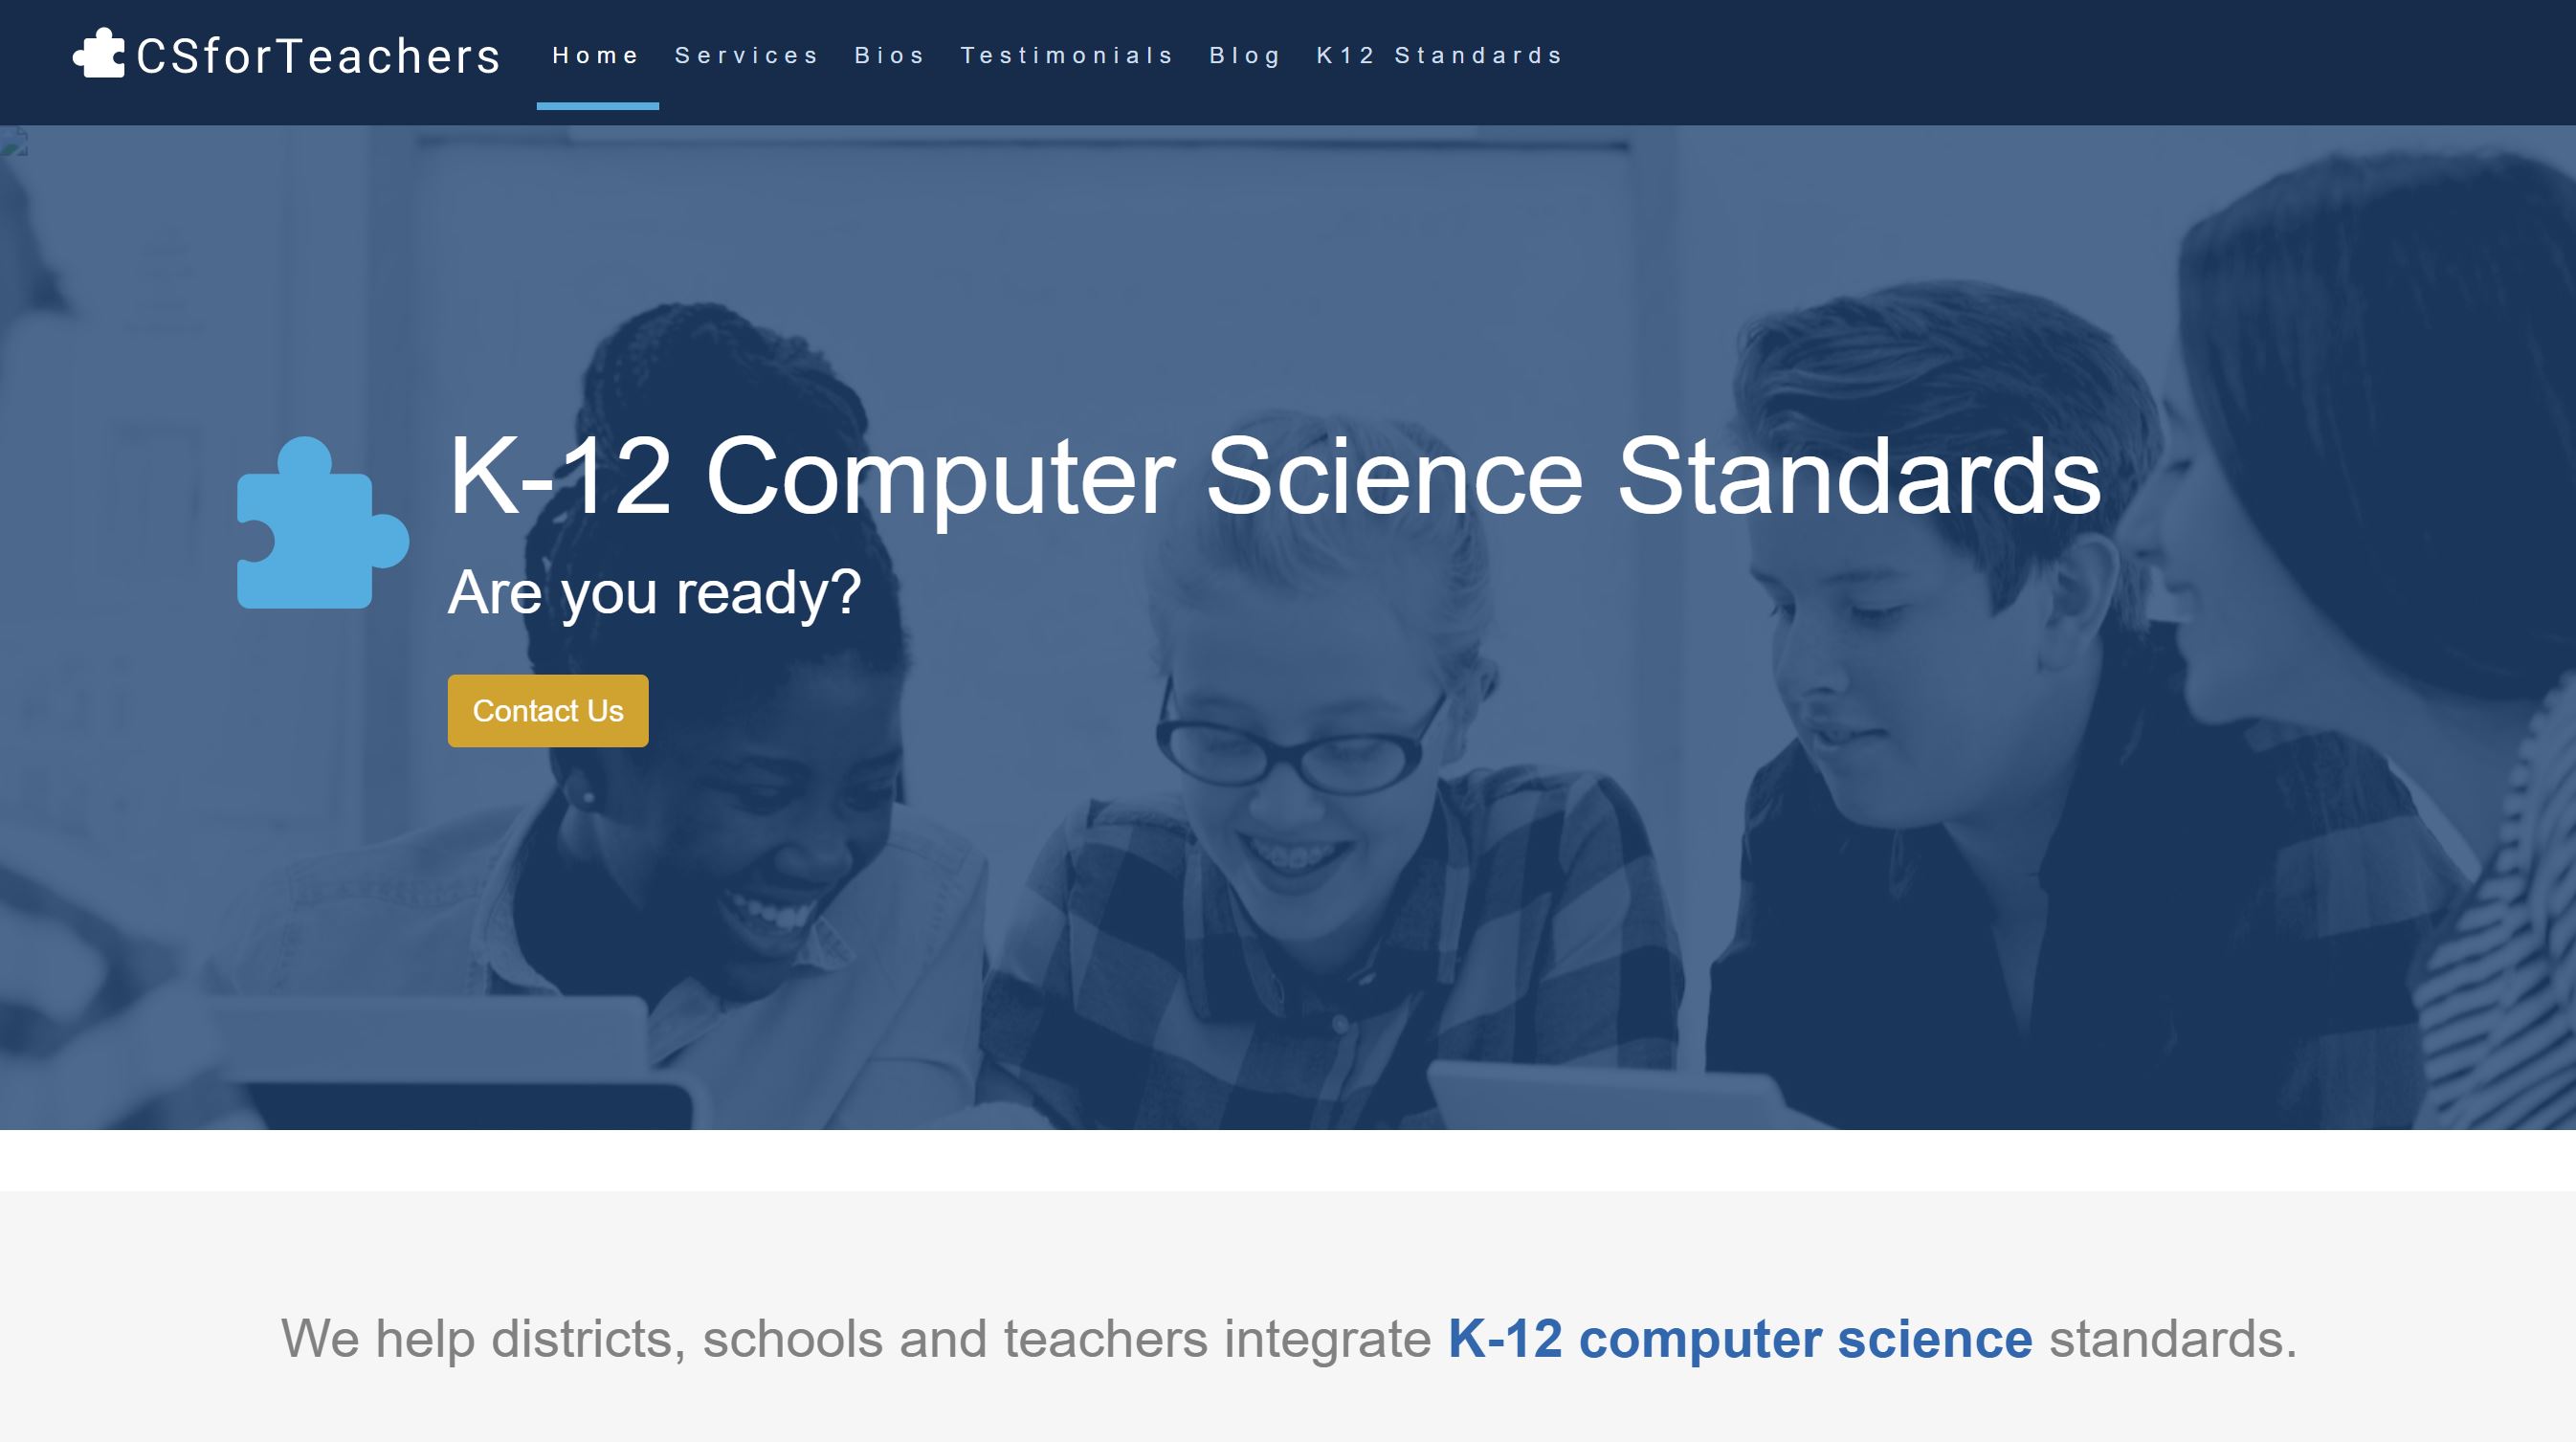 CSforTeachers Home Services Bios Testimonials Blog K12 Standards
K-12 Computer Science Standards
Are you ready?
Contact Us
We help districts, schools and teachers integrate K-12 computer science standards.